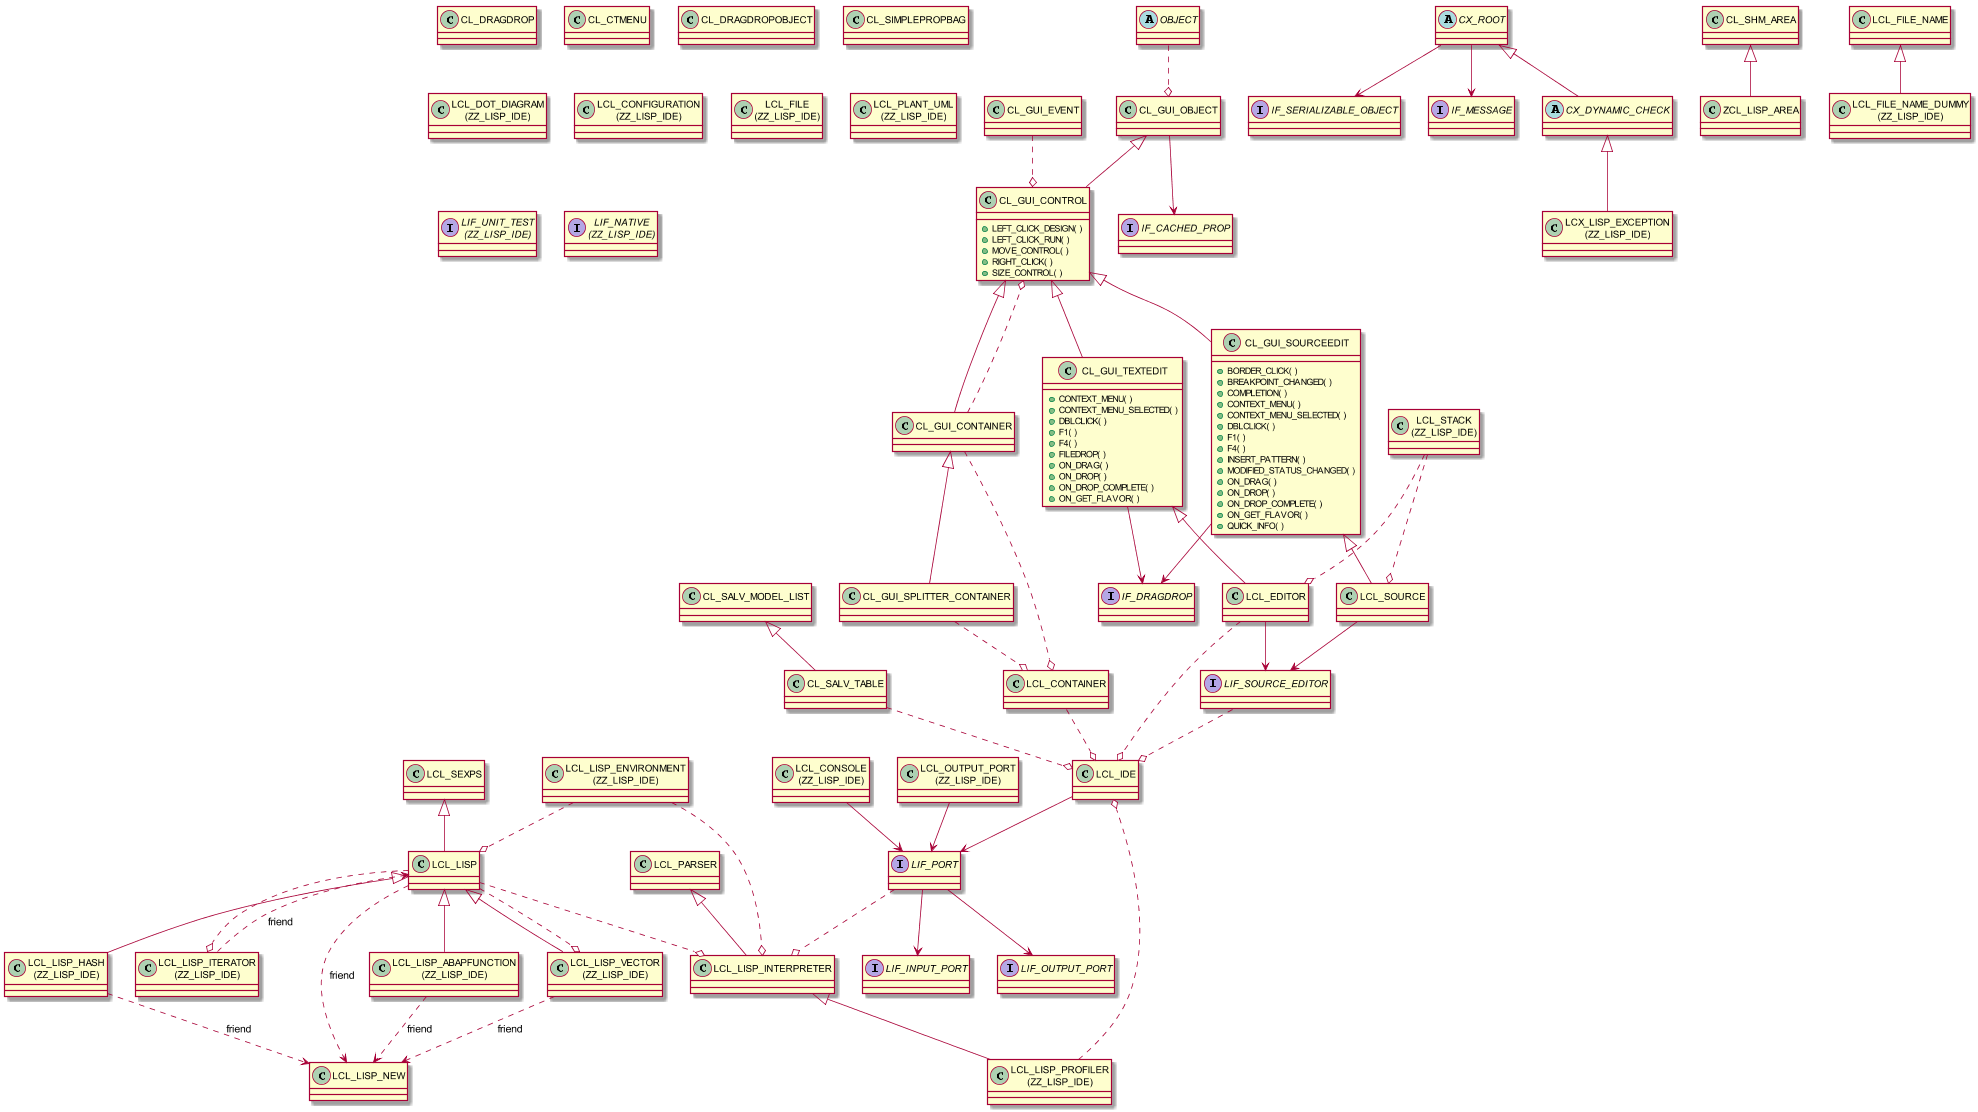 C CL_DRAGDROP
C CL_CTMENU
C CL_DRAGDROPOBJECT
C CL_SIMPLEPROPBAG
A OBJECT
A CX_ROOT
C CL_SHM_AREA
C LCL_FILE_NAME
C LCL_DOT_DIAGRAM
(ZZ_LISP_IDE)
C LCL_CONFIGURATION
(ZZ_LISP_IDE)
C LCL_FILE
(ZZ_LISP_IDE)
C LCL_PLANT_UML
(ZZ_LISP_IDE)
C CL_GUI_EVENT
C CL_GUI_OBJECT
I IF_SERIALIZABLE_OBJECT
I IF_MESSAGE
A CX_DYNAMIC_CHECK
C ZCL_LISP_AREA
C LCL_FILE_NAME_DUMMY
(ZZ_LISP_IDE)
I LIF_UNIT_TEST
(ZZ_LISP_IDE)
I LIF_NATIVE
(ZZ_LISP_IDE)
C CL_GUI_CONTROL
LEFT_CLICK_DESIGN( )
LEFT_CLICK_RUN( )
MOVE_CONTROL( )
RIGHT_CLICK( )
SIZE_CONTROL( )
I IF_CACHED_PROP
C LCX_LISP_EXCEPTION
(ZZ_LISP_IDE)
C CL_GUI_CONTAINER
C CL_GUI_TEXTEDIT
CONTEXT_MENU( )
CONTEXT_MENU_SELECTED( )
DBLCLICK( )
F1( )
F4( )
FILEDROP( )
ON_DRAG( )
ON_DROP( )
ON_DROP_COMPLETE( )
ON_GET_FLAVOR( )
C CL_GUI_SOURCEEDIT
BORDER_CLICK( )
BREAKPOINT_CHANGED( )
COMPLETION( )
CONTEXT_MENU( )
CONTEXT_MENU_SELECTED( )
DBLCLICK( )
F1( )
F4( )
INSERT_PATTERN( )
MODIFIED_STATUS_CHANGED( )
ON_DRAG( )
ON_DROP( )
ON_DROP_COMPLETE( )
ON_GET_FLAVOR( )
QUICK_INFO( )
C LCL_STACK
(ZZ_LISP_IDE)
C CL_SALV_MODEL_LIST
C CL_GUI_SPLITTER_CONTAINER
I IF_DRAGDROP
C LCL_EDITOR
C LCL_SOURCE
C CL_SALV_TABLE
C LCL_CONTAINER
I LIF_SOURCE_EDITOR
C LCL_SEXPS
C LCL_LISP_ENVIRONMENT
(ZZ_LISP_IDE)
C LCL_CONSOLE
(ZZ_LISP_IDE)
C LCL_OUTPUT_PORT
(ZZ_LISP_IDE)
C LCL_IDE
C LCL_LISP
C LCL_PARSER
I LIF_PORT
friend
C LCL_LISP_HASH
(ZZ_LISP_IDE)
C LCL_LISP_ITERATOR
(ZZ_LISP_IDE)
friend
C LCL_LISP_ABAPFUNCTION
(ZZ_LISP_IDE)
C LCL_LISP_VECTOR
(ZZ_LISP_IDE)
C LCL_LISP_INTERPRETER
I LIF_INPUT_PORT
I LIF_OUTPUT_PORT
friend
friend
friend
C LCL_LISP_NEW
C LCL_LISP_PROFILER
(ZZ_LISP_IDE)